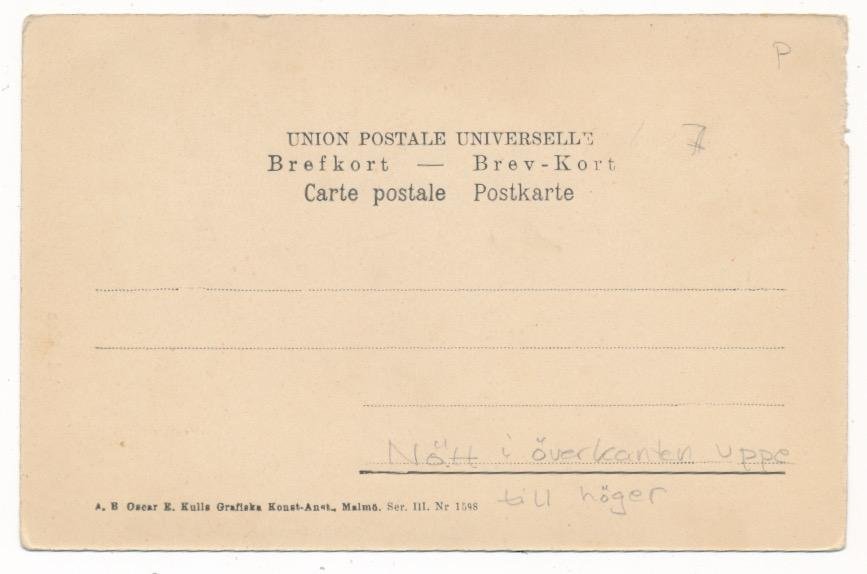 P
7
UNION POSTALE UNIVERSELLE
Brefkort — Brev-Kort
Carte postale Postkarte
Nött i överkanten uppe
till höger
A. B Oscar E. Kulls Grafiska Konst-Anst., Malmö. Ser. III. Nr 1598